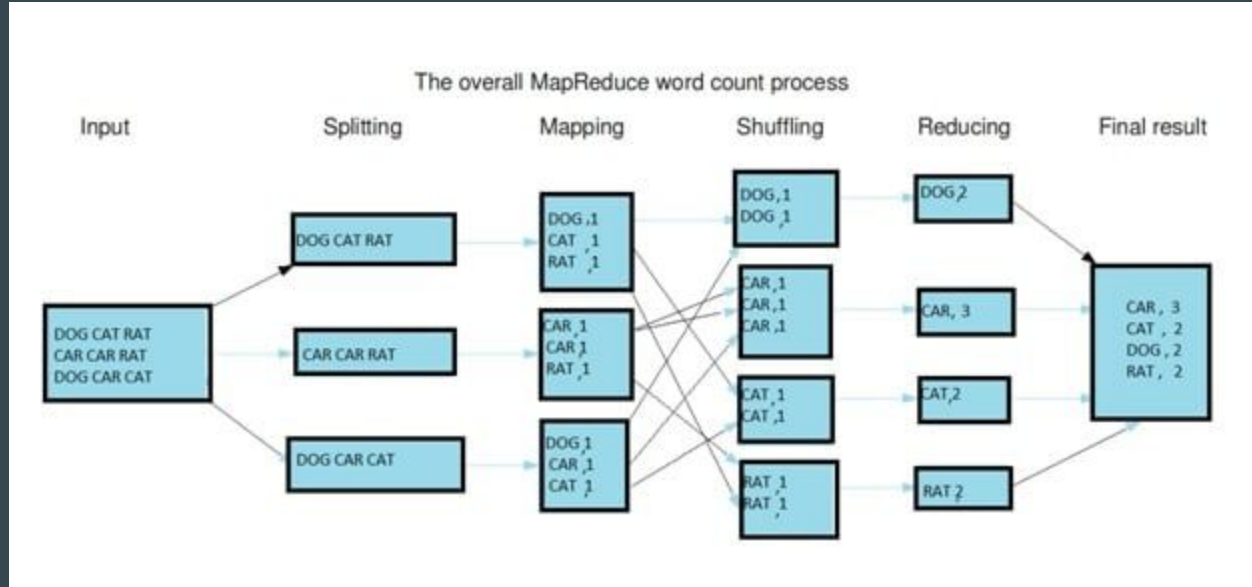 The overall MapReduce word count process
Input
Splitting
Mapping
Shuffling
Reducing
Final result
DOG CAT RAT
CAR CAR RAT
DOG CAR CAT
DOG CAT RAT
CAR CAR RAT
DOG CAR CAT
DOG ,1
CAT ,1
RAT ,1
CAR ,1
CAR,1
RAT ,1
DOG,1
CAR ,1
CAT ,1
DOG,1
DOG ,1
CAR ,1
CAR,1
CAR ,1
CAT ,1
CAT ,1
RAT ,1
RAT ,1
DOG,2
CAR, 3
CAT,2
RAT,2
CAR , 3
CAT , 2
DOG , 2
RAT , 2